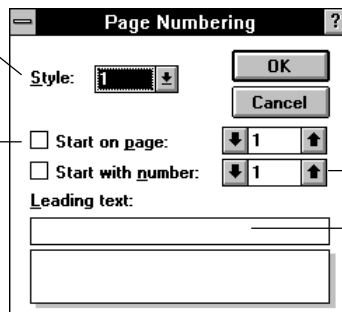 Page Numbering ?
Style: 1 OK
Cancel
Start on page: 1
Start with number: 1
Leading text: